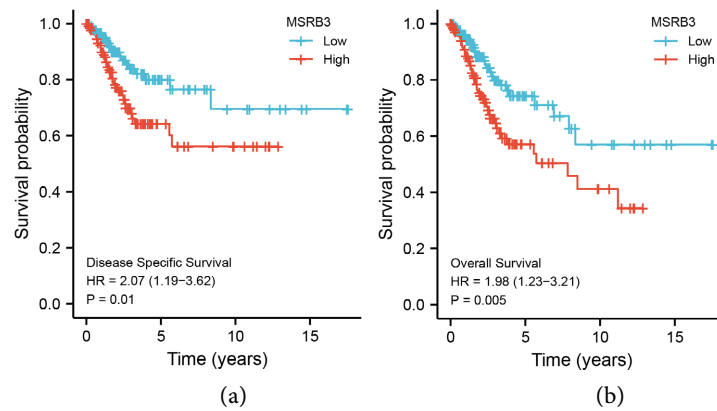 MSRB3
Low
High
1.0
0.8
0.6
0.4
0.2
0.0
Survival probability
Disease Specific Survival
HR = 2.07 (1.19−3.62)
P = 0.01
0
5
10
15
Time (years)
(a)
MSRB3
Low
High
1.0
0.8
0.6
0.4
0.2
0.0
Survival probability
Overall Survival
HR = 1.98 (1.23−3.21)
P = 0.005
0
5
10
15
Time (years)
(b)